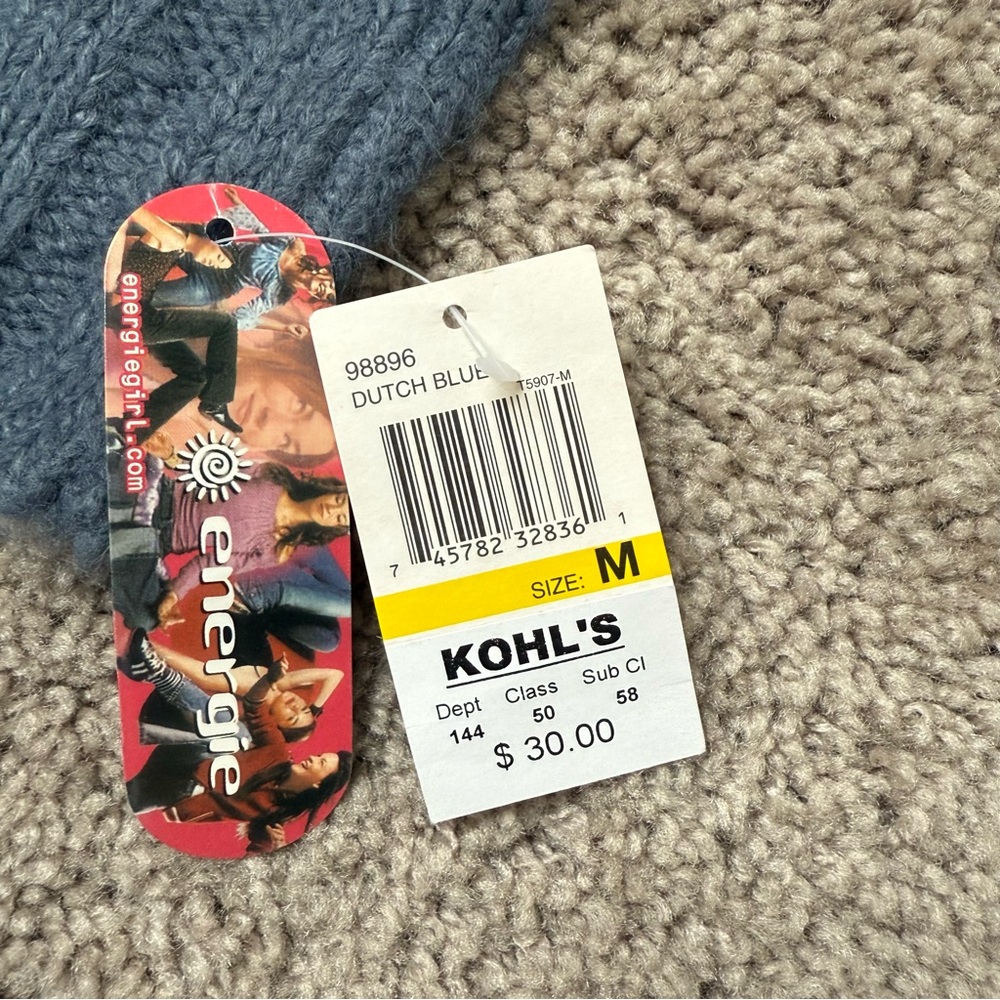 energiegirl.com
energie
98896
DUTCH BLUE
T5907-M
7 45782 32836 1
SIZE: M
KOHL'S
Dept Class Sub Cl
144 50 58
$ 30.00